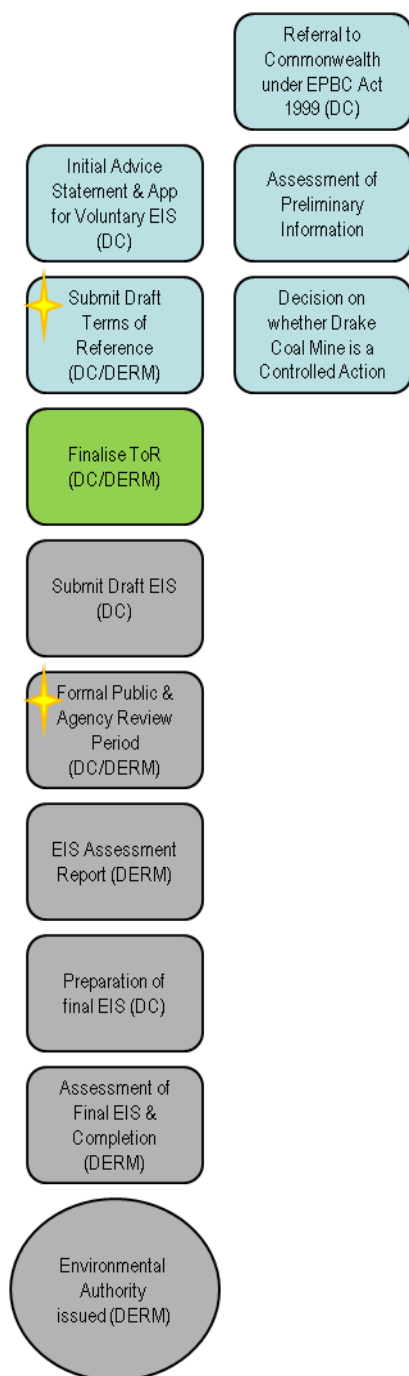 Referral to
Commonwealth
under EPBC Act
1999 (DC)
Initial Advice
Statement & App
for Voluntary EIS
(DC)
Assessment of
Preliminary
Information
Submit Draft
Terms of
Reference
(DC/DERM)
Decision on
whether Drake
Coal Mine is a
Controlled Action
Finalise ToR
(DC/DERM)
Submit Draft EIS
(DC)
Formal Public &
Agency Review
Period
(DC/DERM)
EIS Assessment
Report (DERM)
Preparation of
final EIS (DC)
Assessment of
Final EIS &
Completion
(DERM)
Environmental
Authority
issued (DERM)